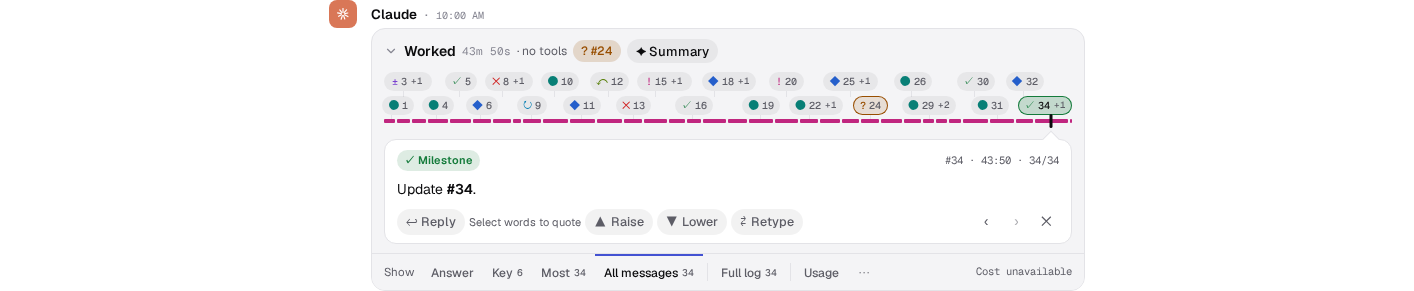 Claude · 10:00 AM
Worked 43m 50s · no tools ? #24 ✦ Summary
± 3 +1 ✓ 5 ✕ 8 +1 ● 10 12 ! 15 +1 ◆ 18 +1 ! 20 ◆ 25 +1 ● 26 ✓ 30 ◆ 32
● 1 ● 4 ◆ 6 ↻ 9 ◆ 11 ✕ 13 ✓ 16 ● 19 ● 22 +1 ? 24 ● 29 +2 ● 31 ✓ 34 +1
✓ Milestone #34 · 43:50 · 34/34
Update #34.
↩ Reply Select words to quote ▲ Raise ▼ Lower ⇄ Retype ‹ › ✕
Show Answer Key 6 Most 34 All messages 34 Full log 34 Usage ··· Cost unavailable